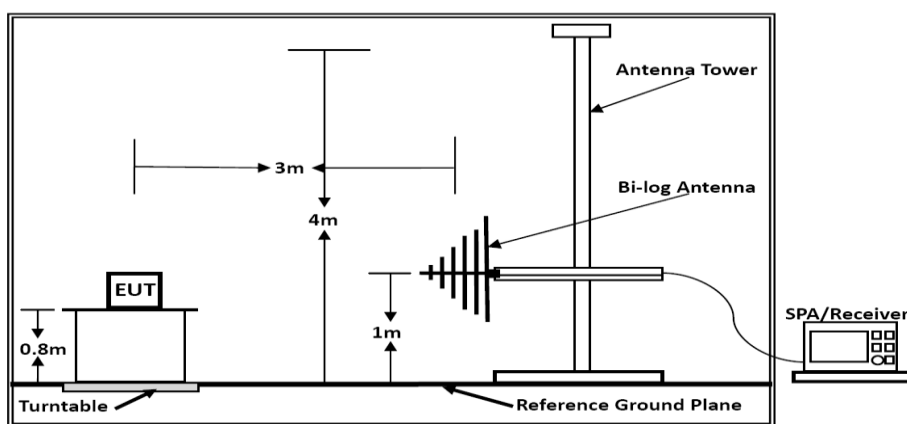 Antenna Tower
3m
Bi-log Antenna
4m
EUT
1m
SPA/Receiver
0.8m
Turntable
Reference Ground Plane